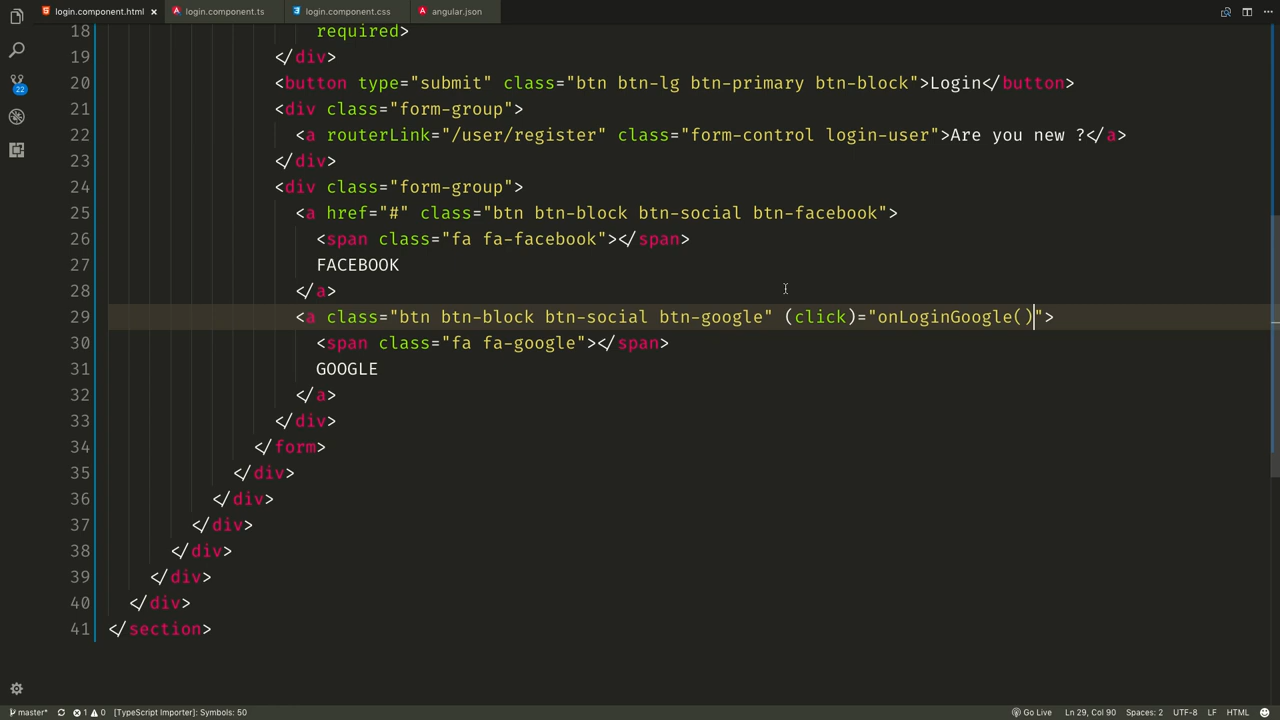 login.component.html
login.component.ts
login.component.css
angular.json
18 required>
19 </div>
20 <button type="submit" class="btn btn-lg btn-primary btn-block">Login</button>
21 <div class="form-group">
22 <a routerLink="/user/register" class="form-control login-user">Are you new ?</a>
23 </div>
24 <div class="form-group">
25 <a href="#" class="btn btn-block btn-social btn-facebook">
26 <span class="fa fa-facebook"></span>
27 FACEBOOK
28 </a>
29 <a class="btn btn-block btn-social btn-google" (click)="onLoginGoogle()">
30 <span class="fa fa-google"></span>
31 GOOGLE
32 </a>
33 </div>
34 </form>
35 </div>
36 </div>
37 </div>
38 </div>
39 </div>
40 </div>
41 </section>
22
master* 1 0 [TypeScript Importer]: Symbols: 50 Go Live Ln 29, Col 90 Spaces: 2 UTF-8 LF HTML